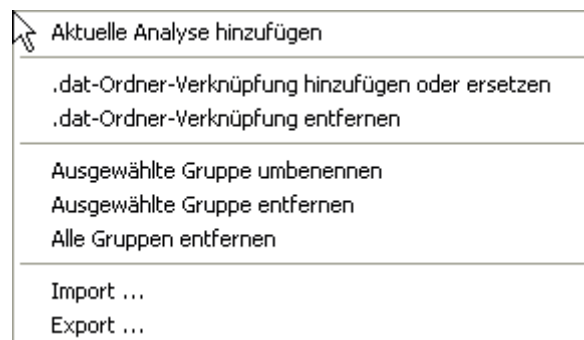 Aktuelle Analyse hinzufügen
.dat-Ordner-Verknüpfung hinzufügen oder ersetzen
.dat-Ordner-Verknüpfung entfernen
Ausgewählte Gruppe umbenennen
Ausgewählte Gruppe entfernen
Alle Gruppen entfernen
Import ...
Export ...